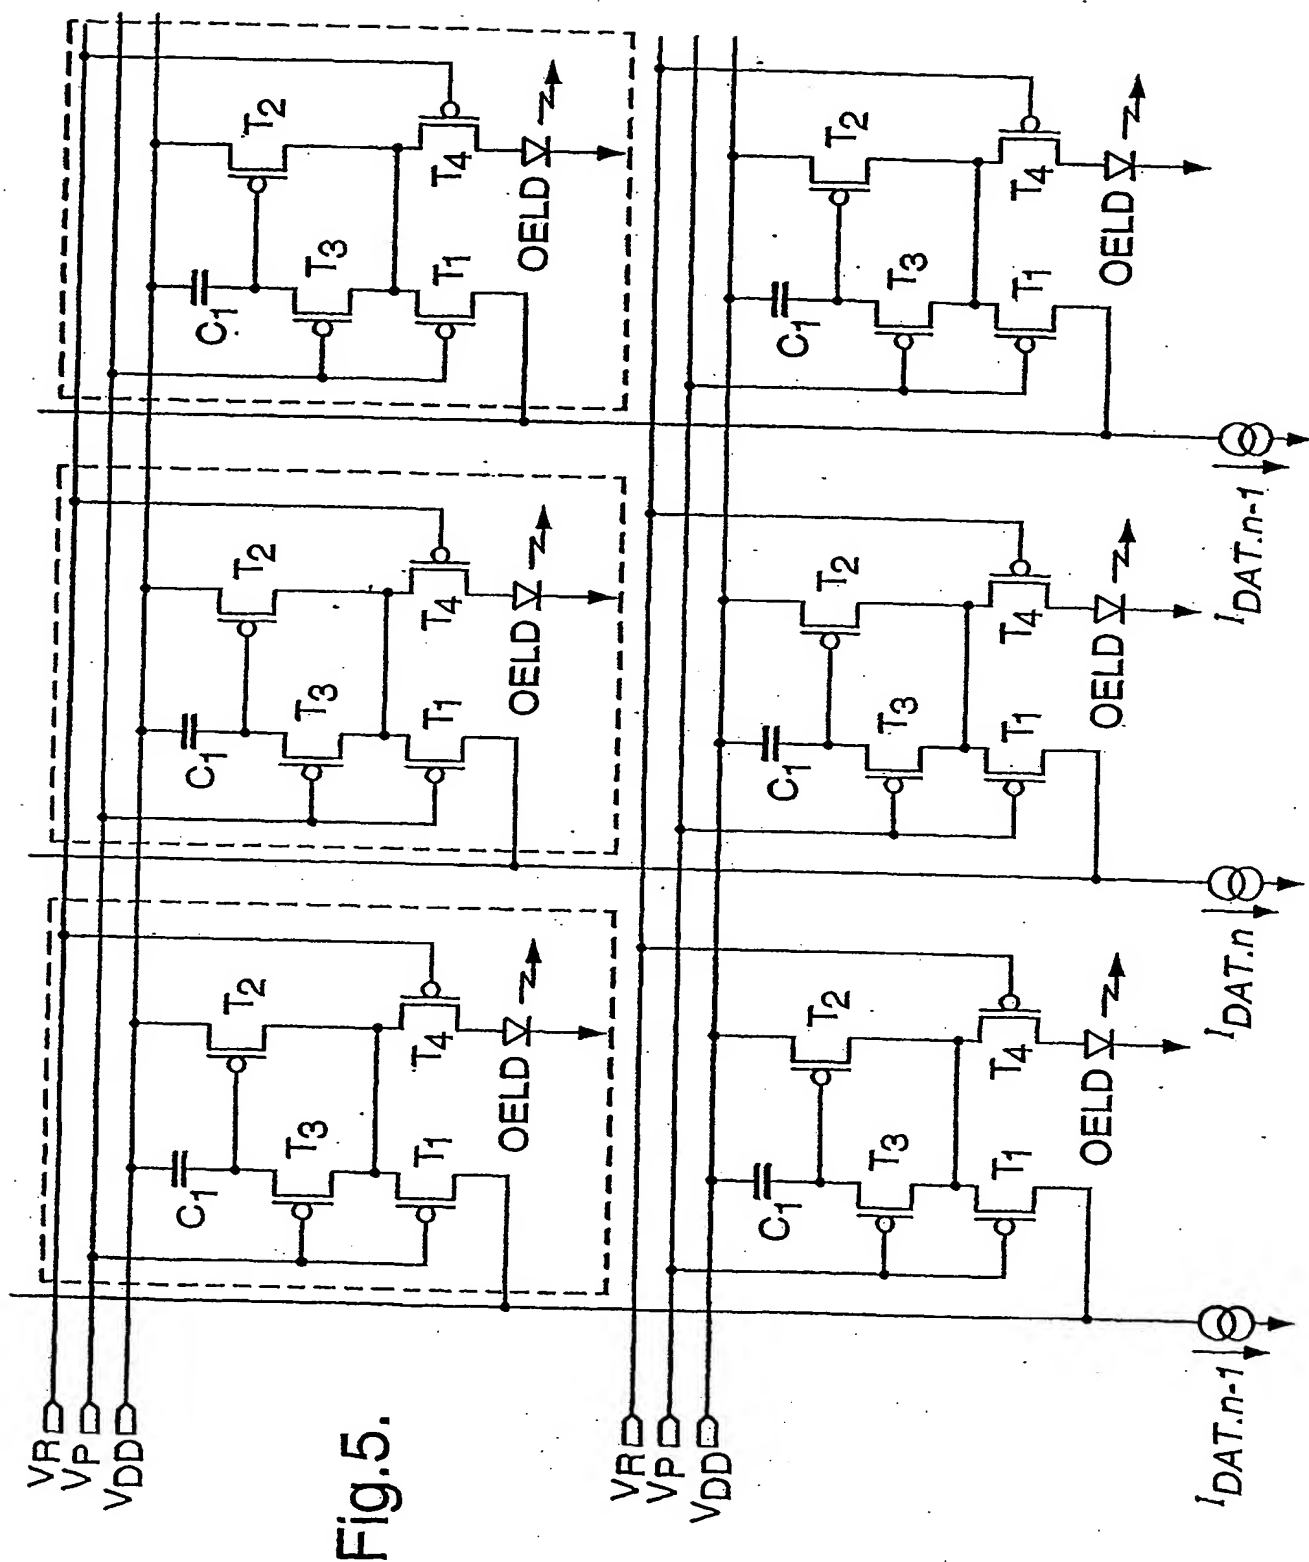 VR
VP
VDD
C1
T2
T3
T1
T4
OELD
C1
T2
T3
T1
T4
OELD
C1
T2
T3
T1
T4
OELD
VR
VP
VDD
C1
T2
T3
T1
T4
OELD
C1
T2
T3
T1
T4
OELD
C1
T2
T3
T1
T4
OELD
IDAT.n-1
IDAT.n
IDAT.n-1
Fig.5.